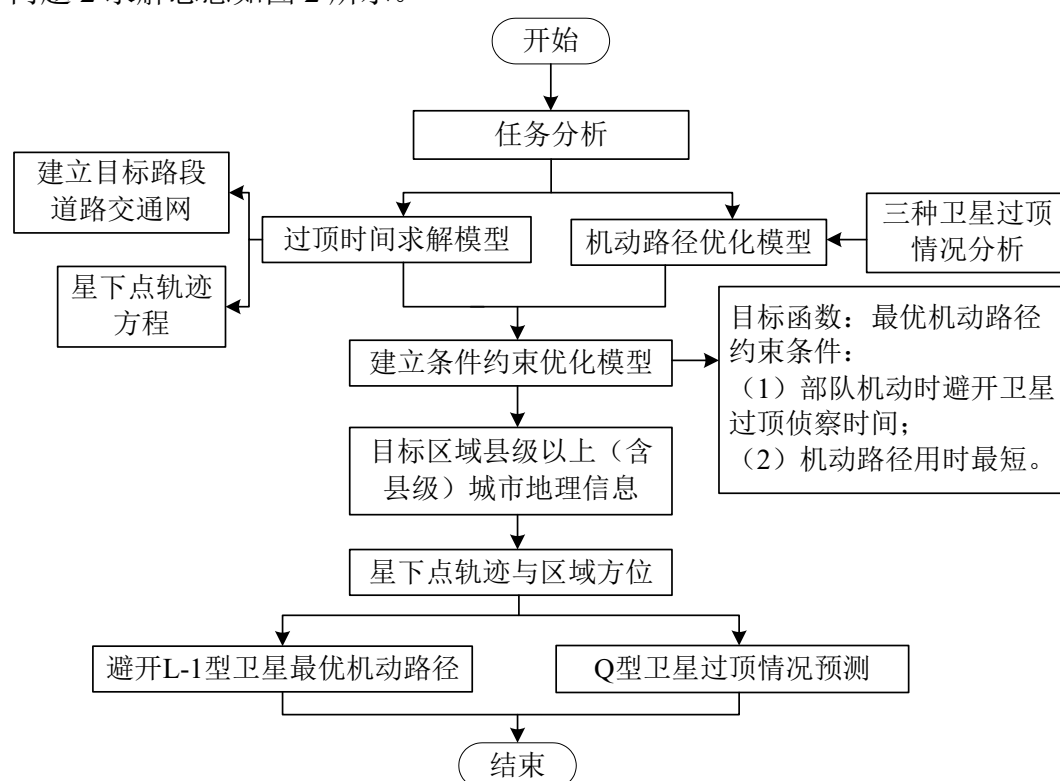 开始
任务分析
建立目标路段
道路交通网
过顶时间求解模型
机动路径优化模型
三种卫星过顶
情况分析
星下点轨迹
方程
建立条件约束优化模型
目标函数：最优机动路径
约束条件：
（1）部队机动时避开卫星
过顶侦察时间；
（2）机动路径用时最短。
目标区域县级以上（含
县级）城市地理信息
星下点轨迹与区域方位
避开L-1型卫星最优机动路径
Q型卫星过顶情况预测
结束